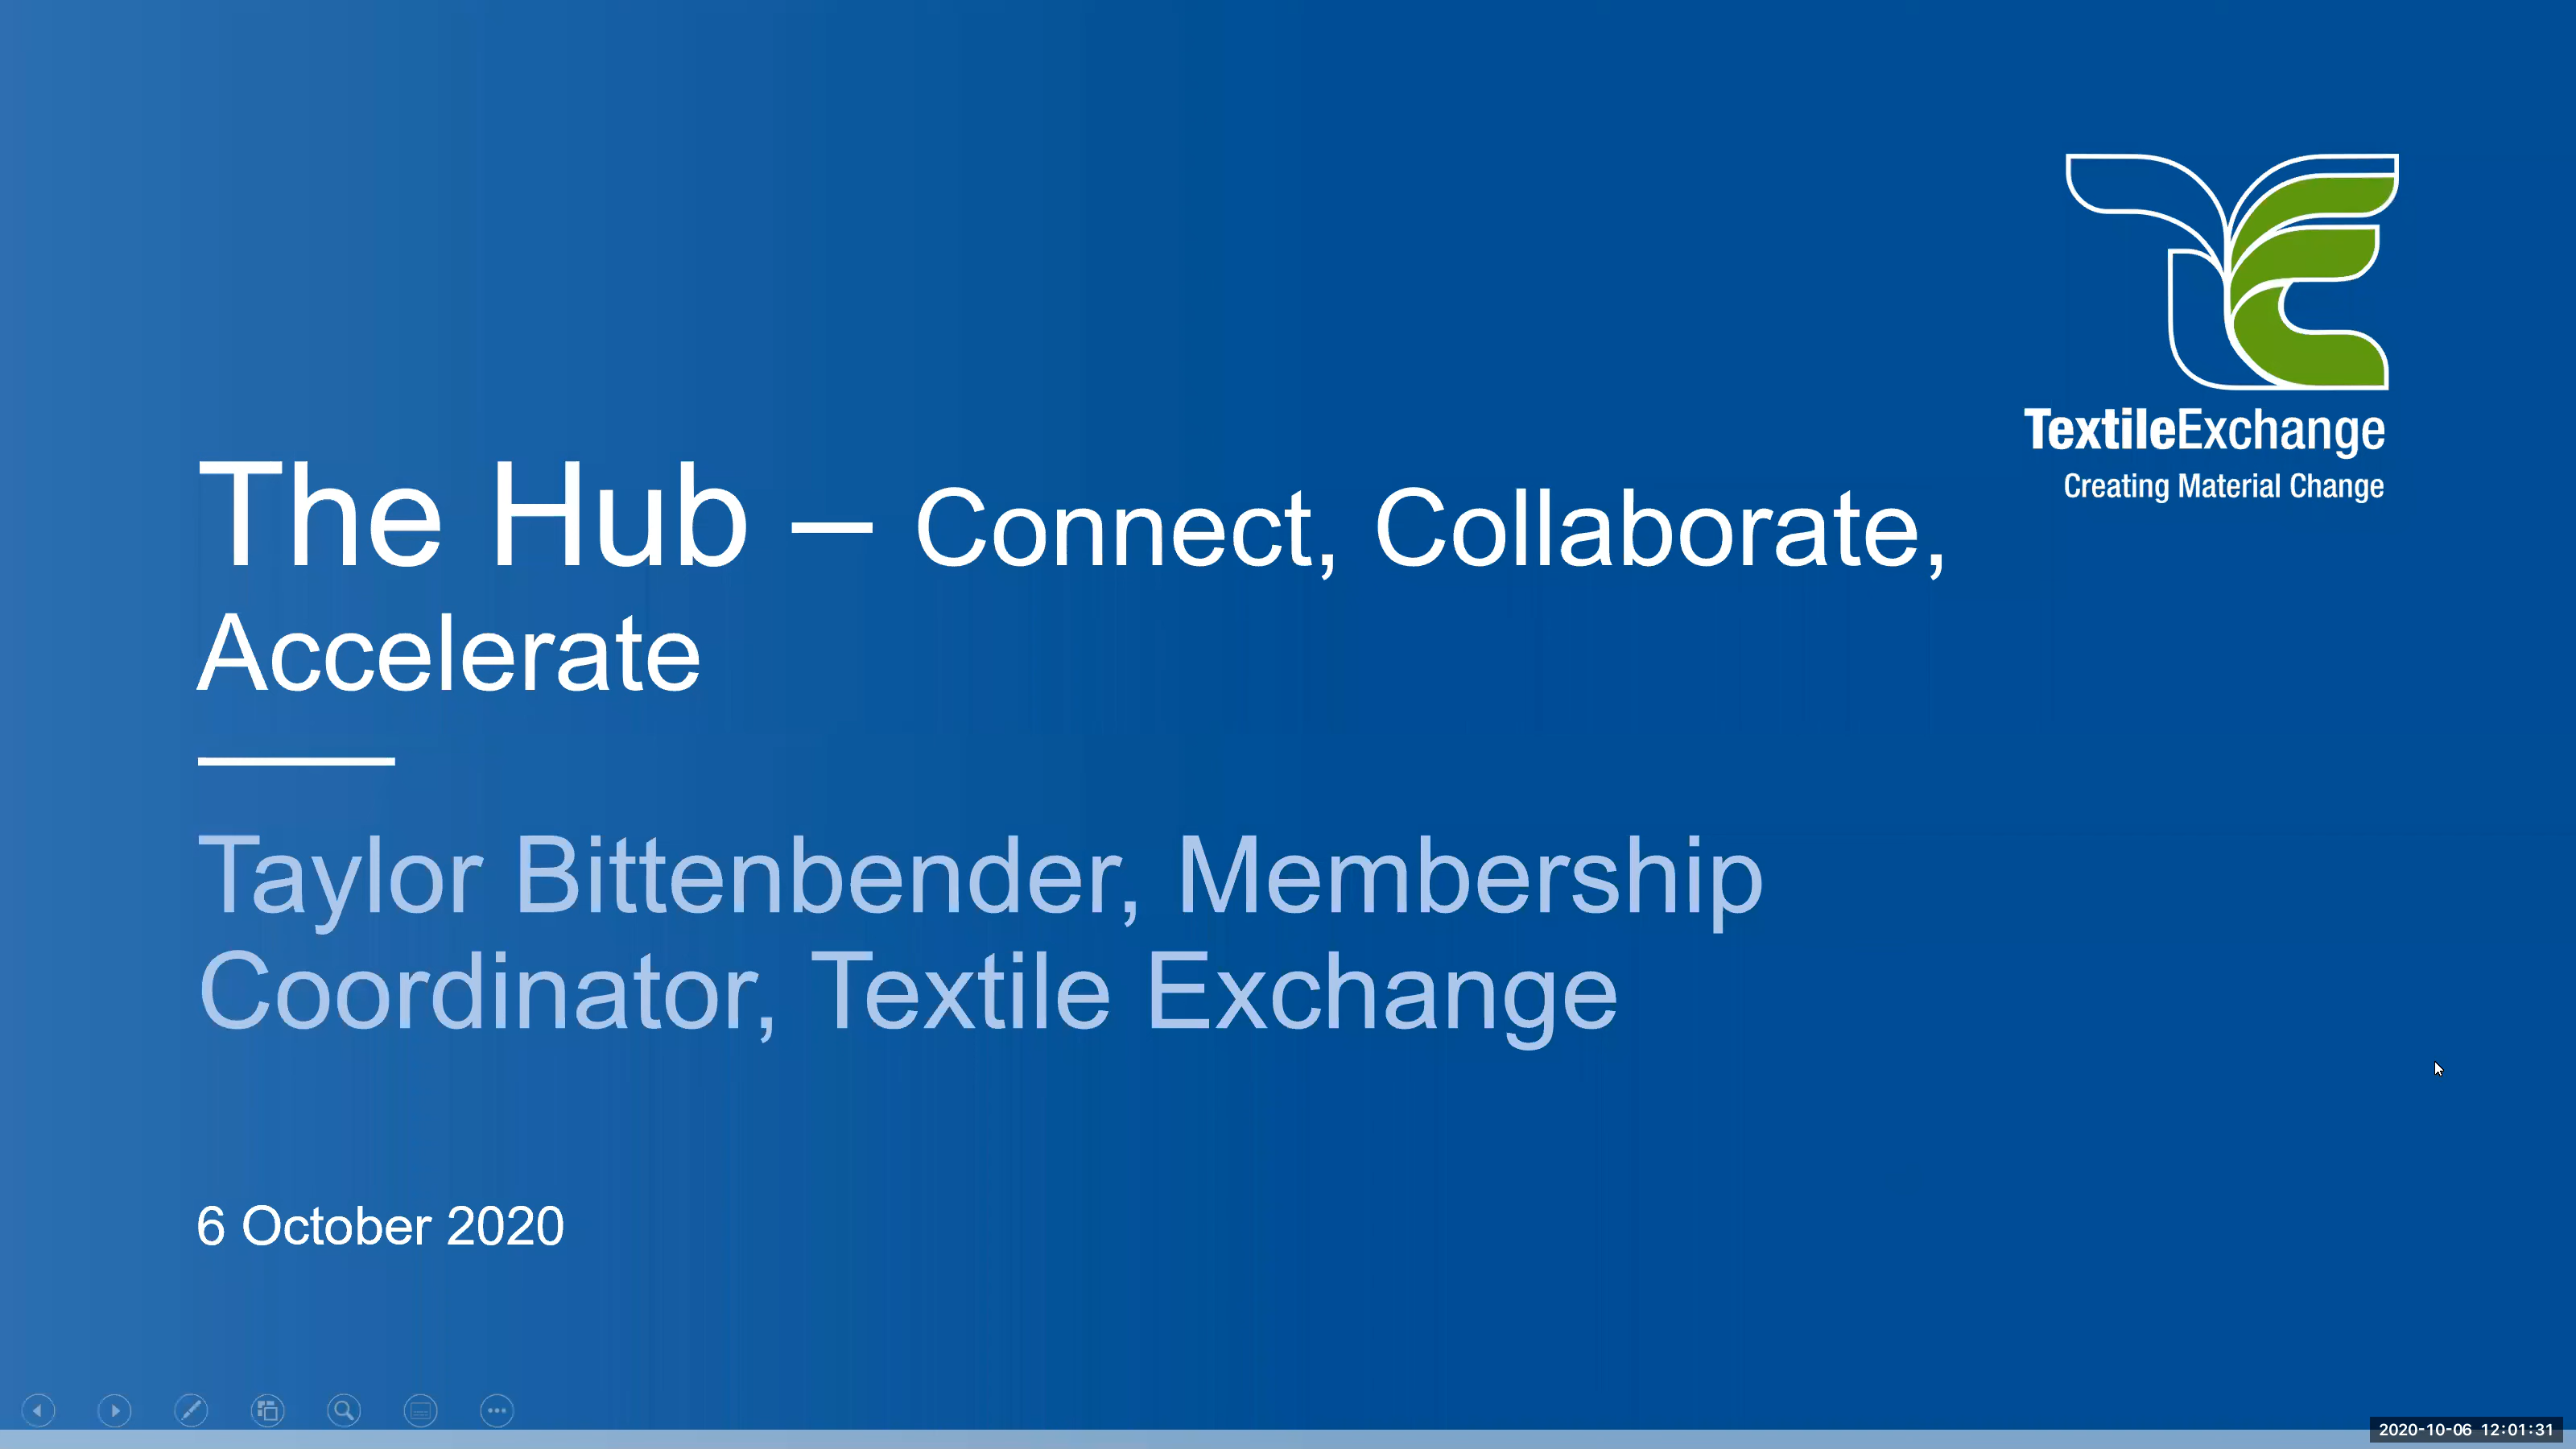 TextileExchange
Creating Material Change
The Hub – Connect, Collaborate,
Accelerate
Taylor Bittenbender, Membership
Coordinator, Textile Exchange
6 October 2020
2020-10-06 12:01:31